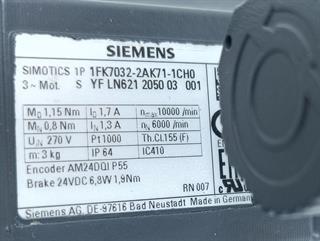 SIEMENS
SIMOTICS 1P 1FK7032-2AK71-1CH0
3~ Mot. S YF LN621 2050 03 001
M0 1,15 Nm I0 1,7 A nmax 10000 /min
MN 0,8 Nm IN 1,3 A nN 6000 /min
UIN 270 V Pt1000 Th.Cl.155 (F)
m: 3 kg IP 64 IC410
Encoder AM24DQI P55
Brake 24VDC 6,8W 1,9Nm
RN 007
Siemens AG, DE-97616 Bad Neustadt Made in Germany